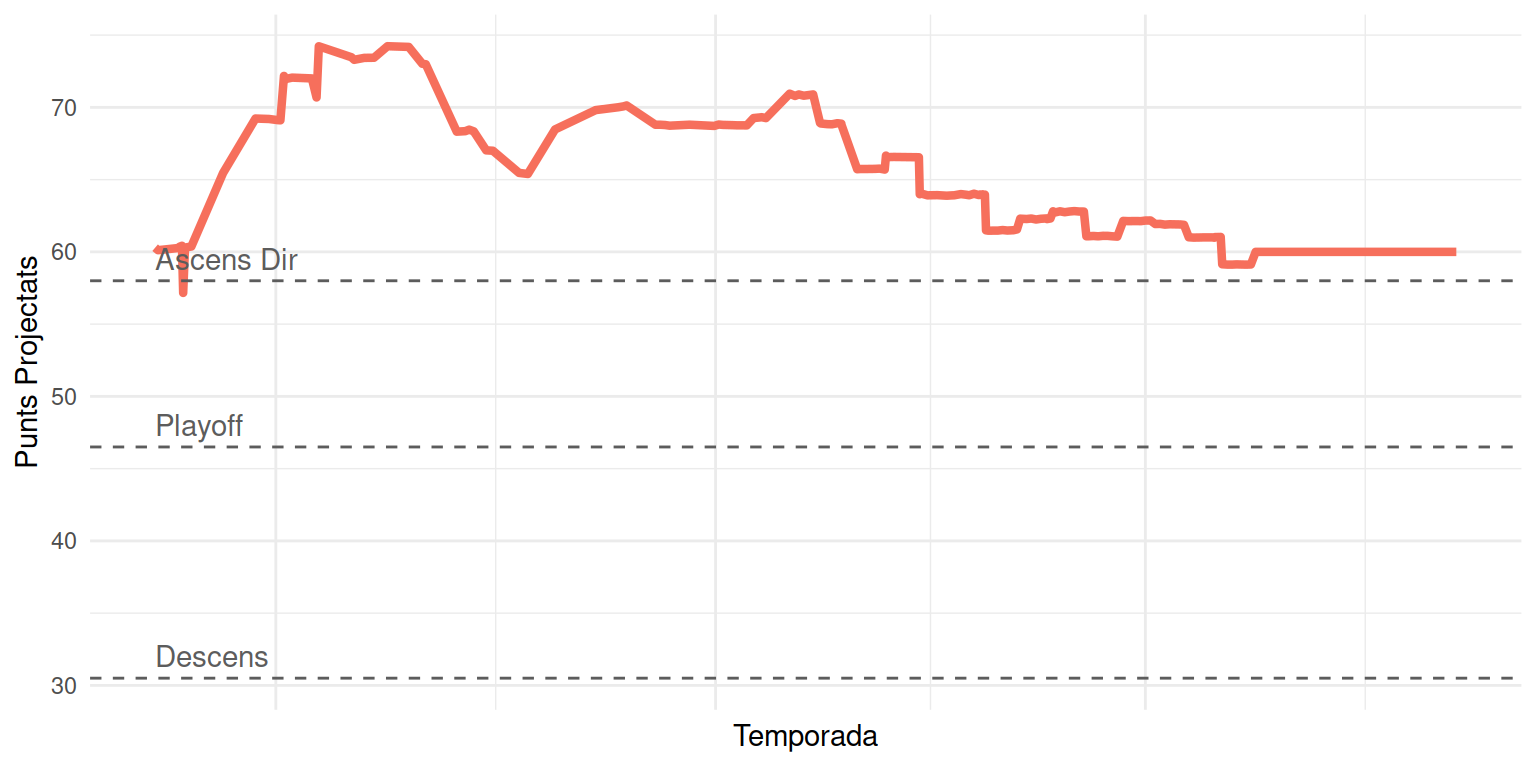 Punts Projectats
70
60
50
40
30
Ascens Dir
Playoff
Descens
Temporada